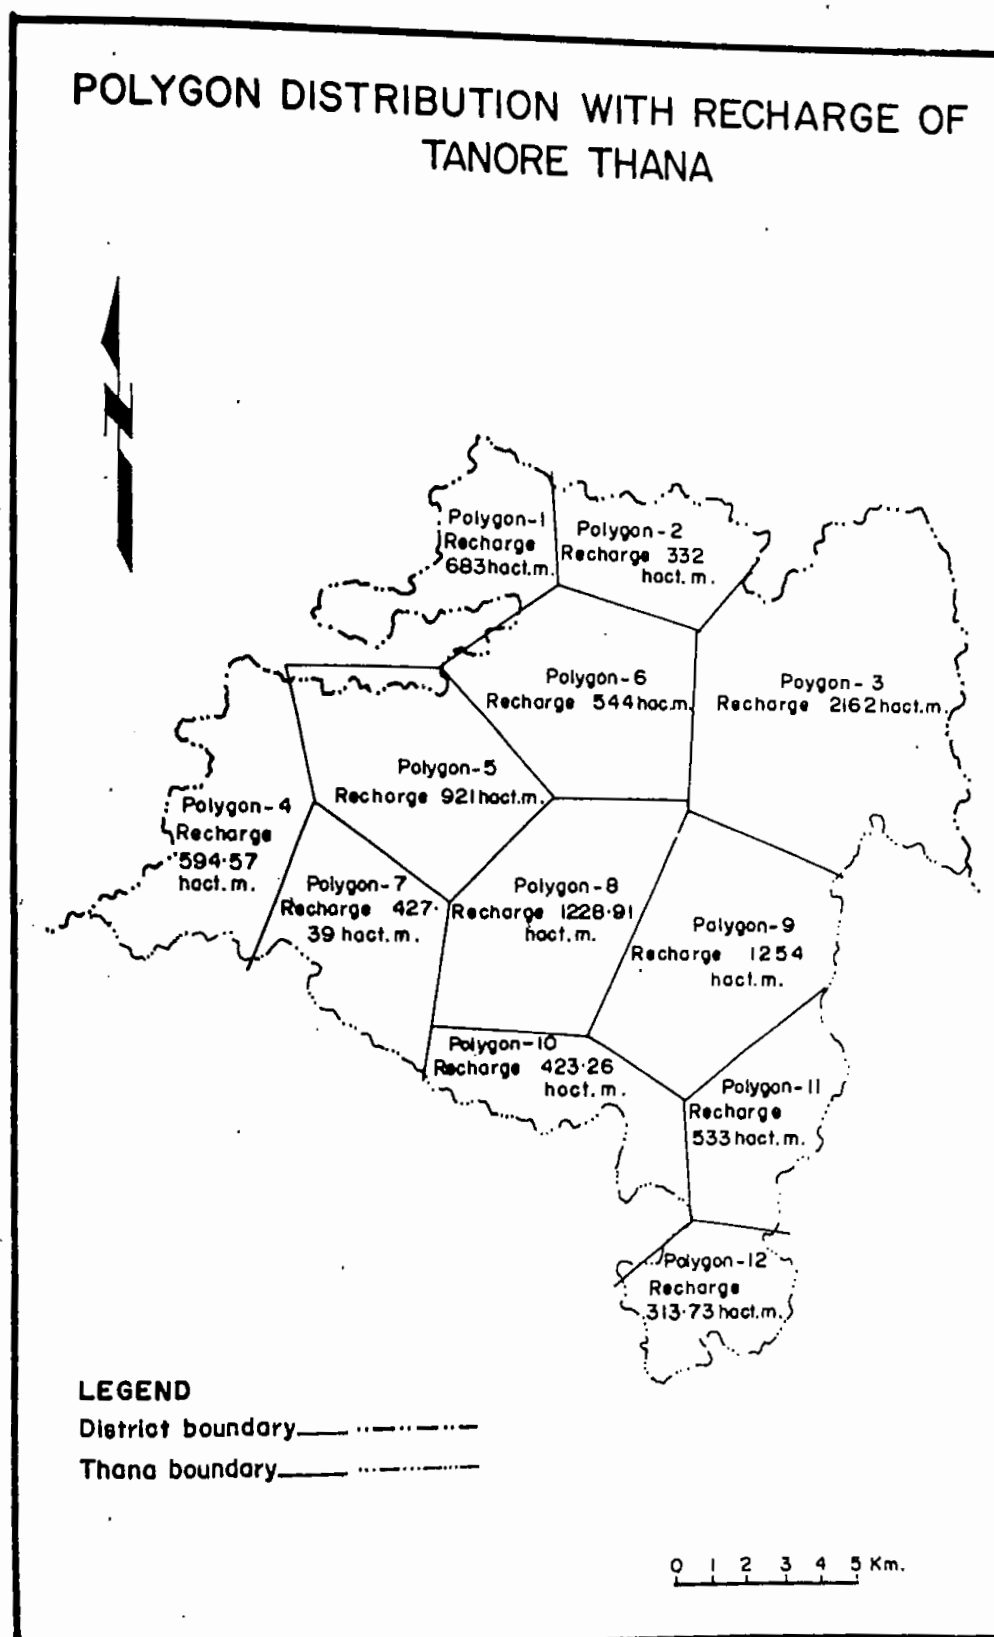 POLYGON DISTRIBUTION WITH RECHARGE OF
TANORE THANA
N
Polygon-1
Recharge
683hact.m.
Polygon-2
Recharge 332
hact.m.
Polygon-6
Recharge 544hac.m.
Poygon-3
Recharge 2162hact.m.
Polygon-5
Recharge 921hact.m.
Polygon-4
Recharge
594.57
hact.m.
Polygon-7
Recharge 427.
39 hact.m.
Polygon-8
Recharge 1228.91
hact.m.
Polygon-9
Recharge 1254
hact.m.
Polygon-10
Recharge 423.26
hact.m.
Polygon-11
Recharge
533hact.m.
Polygon-12
Recharge
313.73hact.m.
LEGEND
District boundary
Thana boundary
0 1 2 3 4 5 Km.